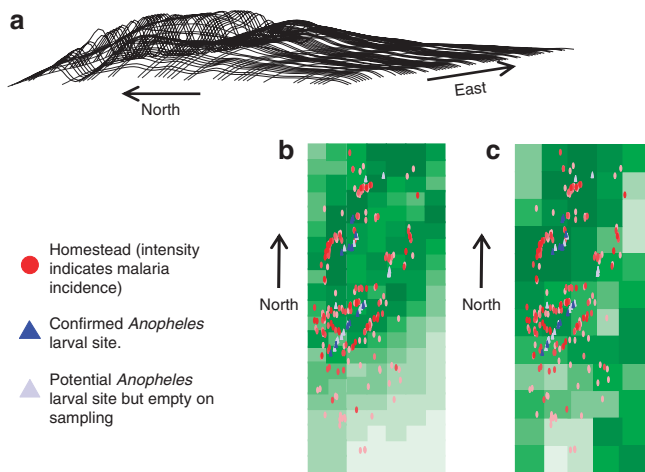 a
North
East
b
c
Homestead (intensity
indicates malaria
incidence)
North
North
Confirmed Anopheles
larval site.
Potential Anopheles
larval site but empty on
sampling